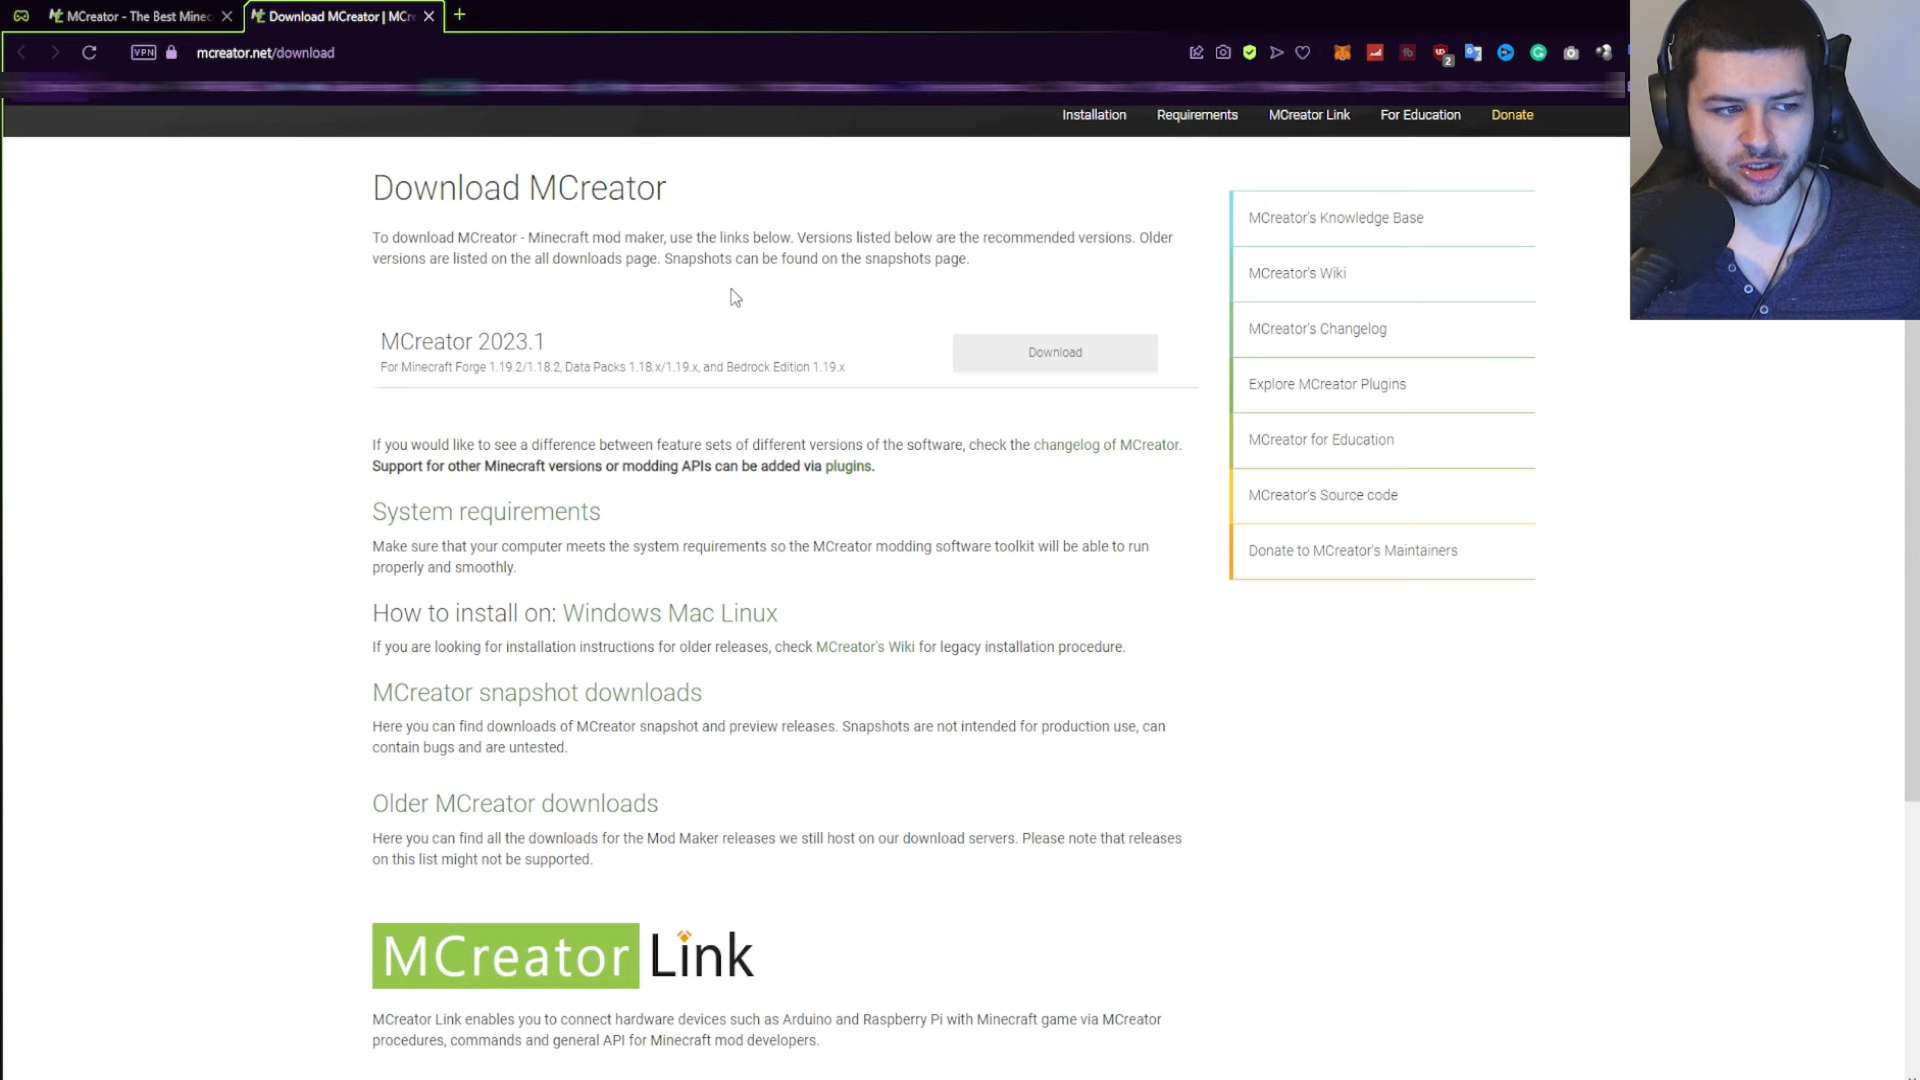 MCreator - The Best Minec
Download MCreator | MCre
VPN
mcreator.net/download
2
Installation
Requirements
MCreator Link
For Education
Donate
Download MCreator
To download MCreator - Minecraft mod maker, use the links below. Versions listed below are the recommended versions. Older
versions are listed on the all downloads page. Snapshots can be found on the snapshots page.
MCreator 2023.1
For Minecraft Forge 1.19.2/1.18.2, Data Packs 1.18.x/1.19.x, and Bedrock Edition 1.19.x
Download
If you would like to see a difference between feature sets of different versions of the software, check the changelog of MCreator.
Support for other Minecraft versions or modding APIs can be added via plugins.
System requirements
Make sure that your computer meets the system requirements so the MCreator modding software toolkit will be able to run
properly and smoothly.
How to install on: Windows Mac Linux
If you are looking for installation instructions for older releases, check MCreator's Wiki for legacy installation procedure.
MCreator snapshot downloads
Here you can find downloads of MCreator snapshot and preview releases. Snapshots are not intended for production use, can
contain bugs and are untested.
Older MCreator downloads
Here you can find all the downloads for the Mod Maker releases we still host on our download servers. Please note that releases
on this list might not be supported.
MCreator Link
MCreator Link enables you to connect hardware devices such as Arduino and Raspberry Pi with Minecraft game via MCreator
procedures, commands and general API for Minecraft mod developers.
MCreator's Knowledge Base
MCreator's Wiki
MCreator's Changelog
Explore MCreator Plugins
MCreator for Education
MCreator's Source code
Donate to MCreator's Maintainers